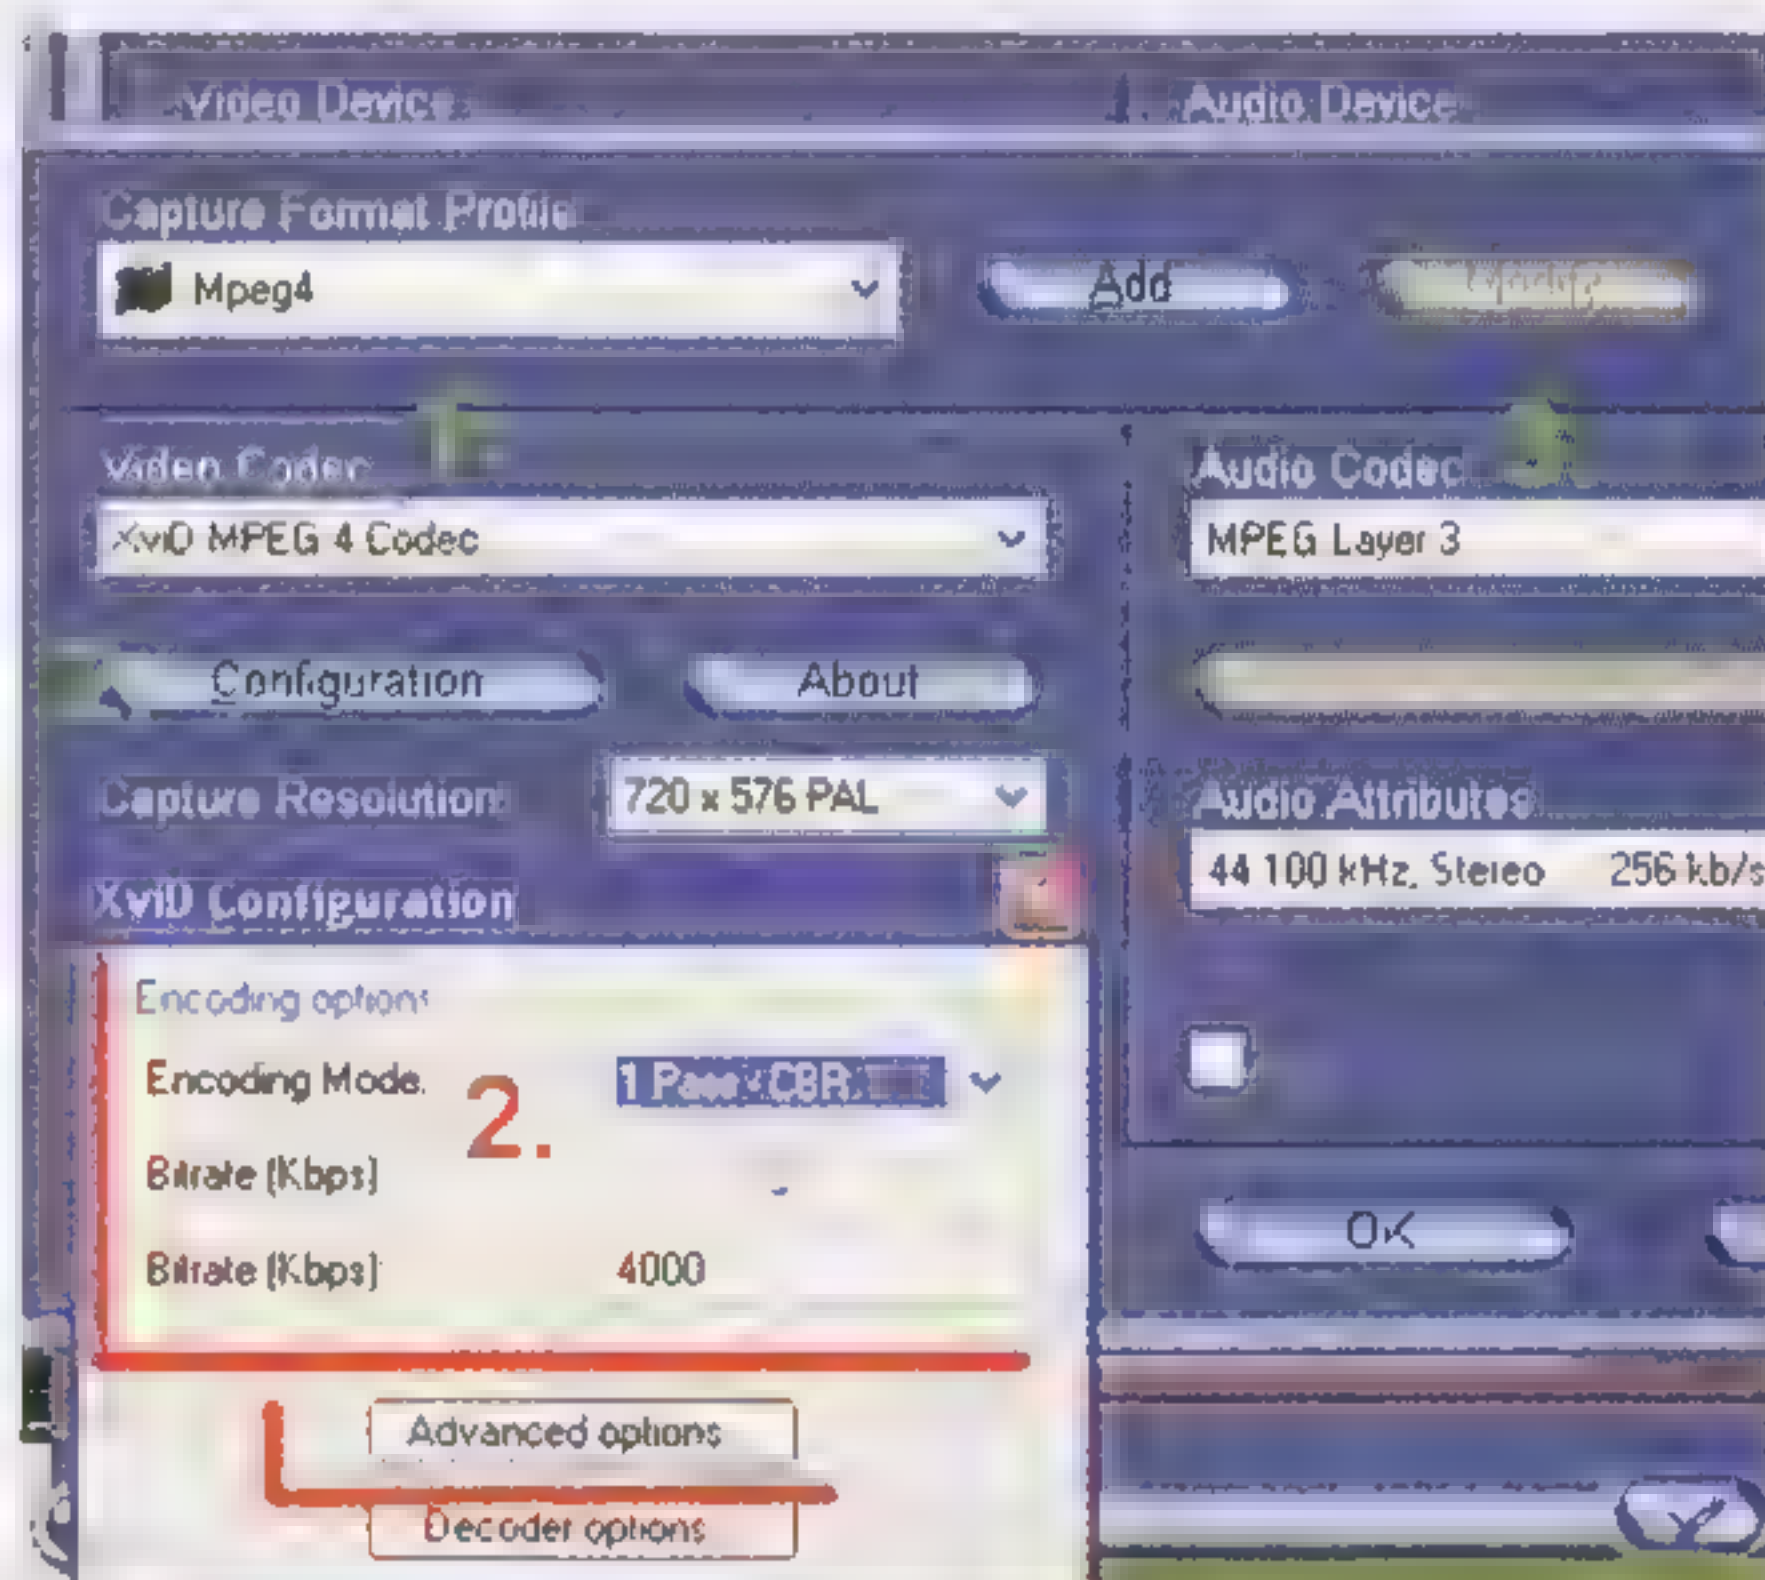 Video Device
Audio Device
Capture Format Profile
Mpeg4
Add
Modify
Video Codec
Audio Codec
XviD MPEG 4 Codec
MPEG Layer 3
Configuration
About
Capture Resolution
720 x 576 PAL
Audio Attributes
44 100 kHz, Stereo 256 kb/s
XviD Configuration
Encoding options
Encoding Mode.
2.
1 Pass - CBR
Bitrate (Kbps)
Bitrate (Kbps)
4000
OK
Advanced options
Decoder options